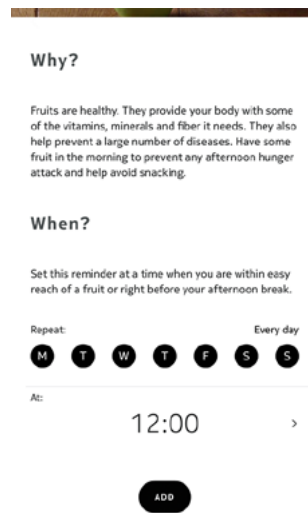 Why?
Fruits are healthy. They provide your body with some
of the vitamins, minerals and fiber it needs. They also
help prevent a large number of diseases. Have some
fruit in the morning to prevent any afternoon hunger
attack and help avoid snacking.
When?
Set this reminder at a time when you are within easy
reach of a fruit or right before your afternoon break.
Repeat: Every day
M T W T F S S
At:
12:00 >
ADD